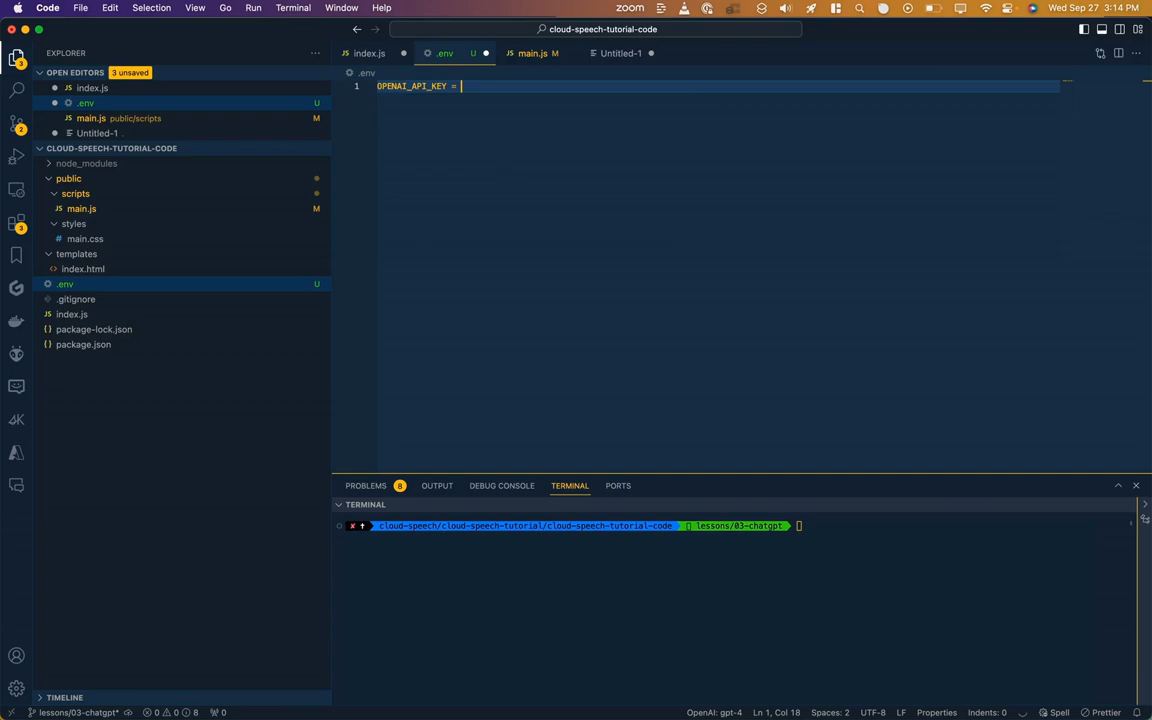 Code File Edit Selection View Go Run Terminal Window Help zoom Wed Sep 27 3:14 PM
cloud-speech-tutorial-code
EXPLORER
index.js .env U main.js M Untitled-1
OPEN EDITORS 3 unsaved
.env
index.js
1 OPENAI_API_KEY =
.env U
main.js public/scripts M
Untitled-1
CLOUD-SPEECH-TUTORIAL-CODE
node_modules
public
scripts
main.js M
styles
main.css
templates
index.html
.env U
.gitignore
index.js
package-lock.json
package.json
3
2
3
PROBLEMS 8 OUTPUT DEBUG CONSOLE TERMINAL PORTS
TERMINAL
cloud-speech/cloud-speech-tutorial/cloud-speech-tutorial-code lessons/03-chatgpt
TIMELINE
lessons/03-chatgpt* 0 0 8 0 OpenAI: gpt-4 Ln 1, Col 18 Spaces: 2 UTF-8 LF Properties Indents: 0 Spell Prettier